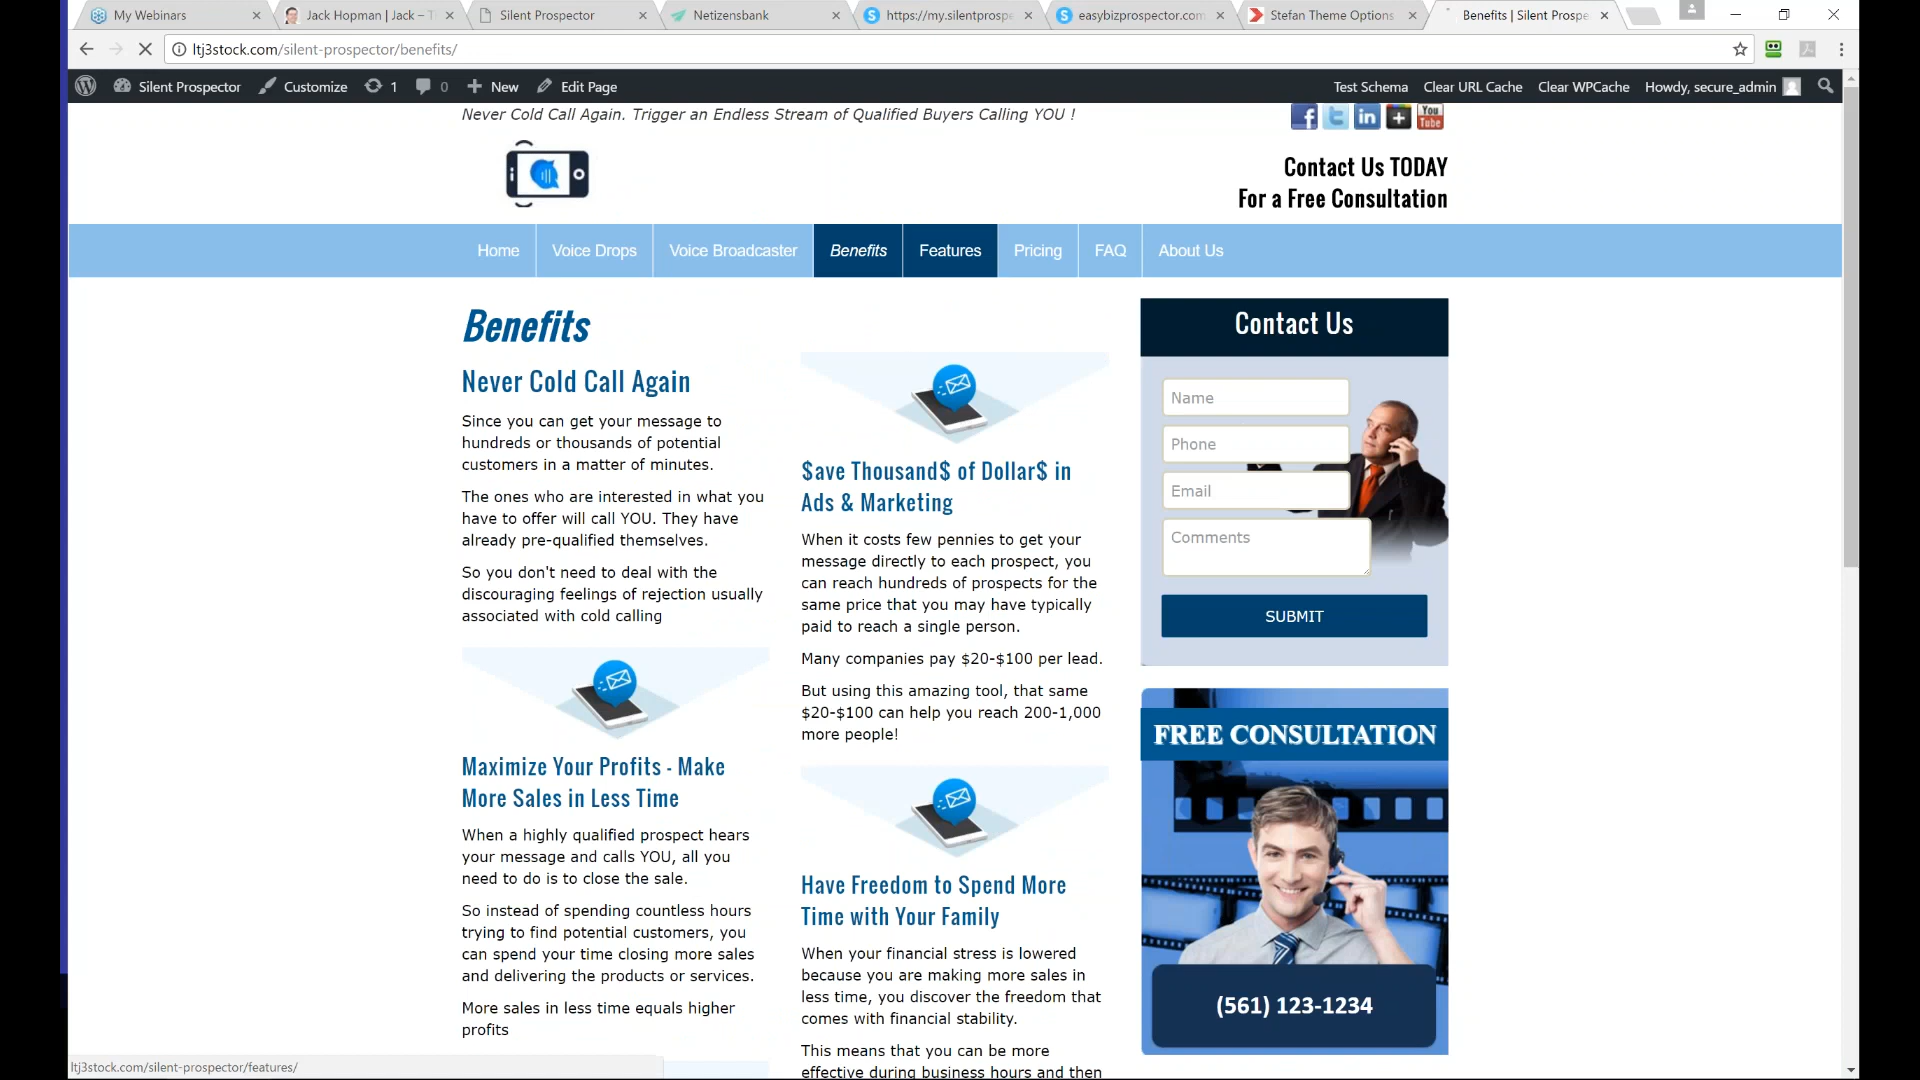 My Webinars
Jack Hopman | Jack – T
Silent Prospector
Netizensbank
https://my.silentprospe
easybizprospector.com
Stefan Theme Options
Benefits | Silent Prospe
ltj3stock.com/silent-prospector/benefits/
Silent Prospector
Customize
1
0
New
Edit Page
Test Schema
Clear URL Cache
Clear WPCache
Howdy, secure_admin
Never Cold Call Again. Trigger an Endless Stream of Qualified Buyers Calling YOU !
You
Tube
Contact Us TODAY
For a Free Consultation
Home
Voice Drops
Voice Broadcaster
Benefits
Features
Pricing
FAQ
About Us
Benefits
Never Cold Call Again
Since you can get your message to
hundreds or thousands of potential
customers in a matter of minutes.
The ones who are interested in what you
have to offer will call YOU. They have
already pre-qualified themselves.
So you don't need to deal with the
discouraging feelings of rejection usually
associated with cold calling
Maximize Your Profits - Make
More Sales in Less Time
When a highly qualified prospect hears
your message and calls YOU, all you
need to do is to close the sale.
So instead of spending countless hours
trying to find potential customers, you
can spend your time closing more sales
and delivering the products or services.
More sales in less time equals higher
profits
$ave Thousand$ of Dollar$ in
Ads & Marketing
When it costs few pennies to get your
message directly to each prospect, you
can reach hundreds of prospects for the
same price that you may have typically
paid to reach a single person.
Many companies pay $20-$100 per lead.
But using this amazing tool, that same
$20-$100 can help you reach 200-1,000
more people!
Have Freedom to Spend More
Time with Your Family
When your financial stress is lowered
because you are making more sales in
less time, you discover the freedom that
comes with financial stability.
This means that you can be more
effective during business hours and then
Contact Us
Name
Phone
Email
Comments
SUBMIT
FREE CONSULTATION
(561) 123-1234
ltj3stock.com/silent-prospector/features/